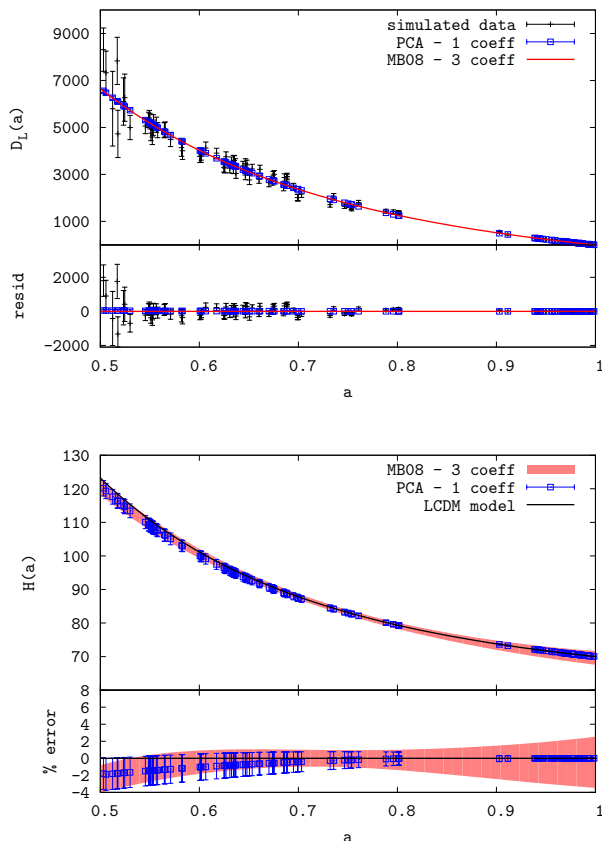 9000
7000
5000
3000
1000
D_L(a)
simulated data
PCA - 1 coeff
MB08 - 3 coeff
2000
0
-2000
resid
0.5 0.6 0.7 0.8 0.9 1
a
130
120
110
100
90
80
70
60
H(a)
MB08 - 3 coeff
PCA - 1 coeff
LCDM model
8
6
4
2
0
-2
-4
% error
0.5 0.6 0.7 0.8 0.9 1
a